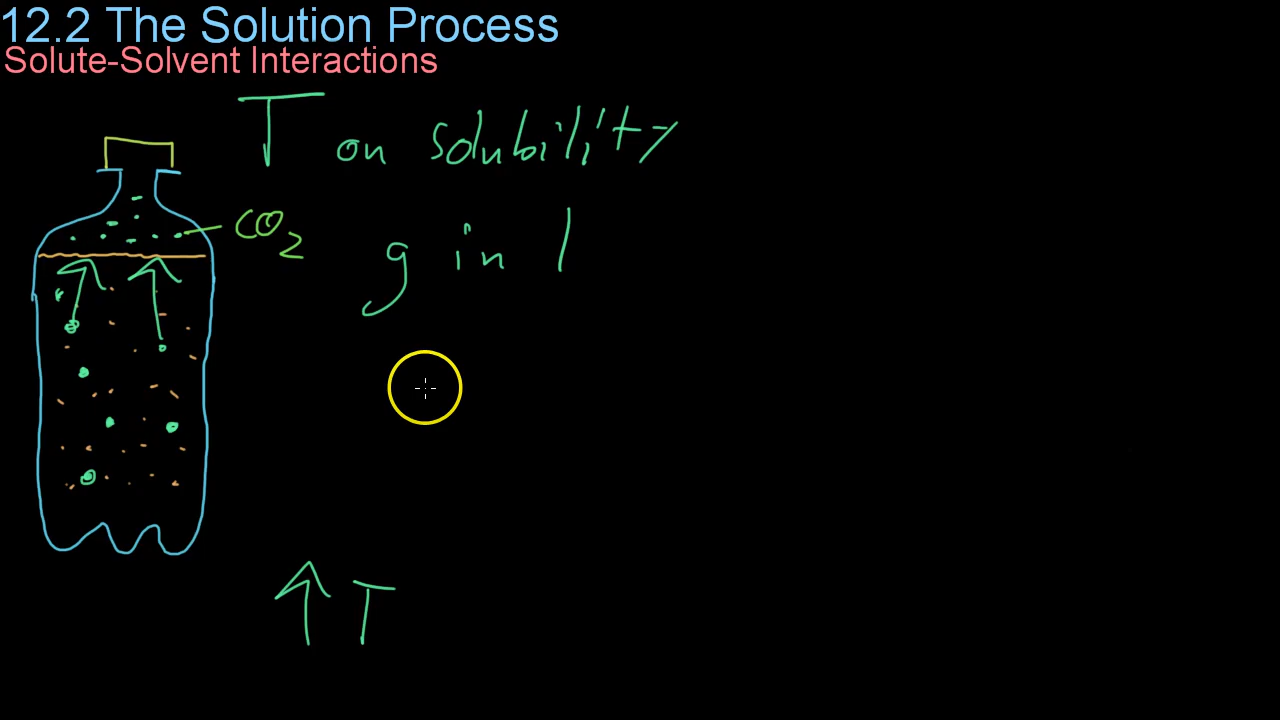 12.2 The Solution Process
Solute-Solvent Interactions
T on solubility
CO2
g in l
↑ T